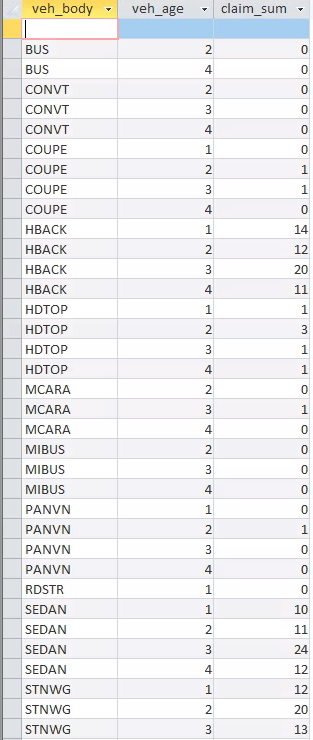 veh_body veh_age claim_sum
BUS 2 0
BUS 4 0
CONVT 2 0
CONVT 3 0
CONVT 4 0
COUPE 1 0
COUPE 2 1
COUPE 3 1
COUPE 4 0
HBACK 1 14
HBACK 2 12
HBACK 3 20
HBACK 4 11
HDTOP 1 1
HDTOP 2 3
HDTOP 3 1
HDTOP 4 1
MCARA 2 0
MCARA 3 1
MCARA 4 0
MIBUS 2 0
MIBUS 3 0
MIBUS 4 0
PANVN 1 0
PANVN 2 1
PANVN 3 0
PANVN 4 0
RDSTR 1 0
SEDAN 1 10
SEDAN 2 11
SEDAN 3 24
SEDAN 4 12
STNWG 1 12
STNWG 2 20
STNWG 3 13